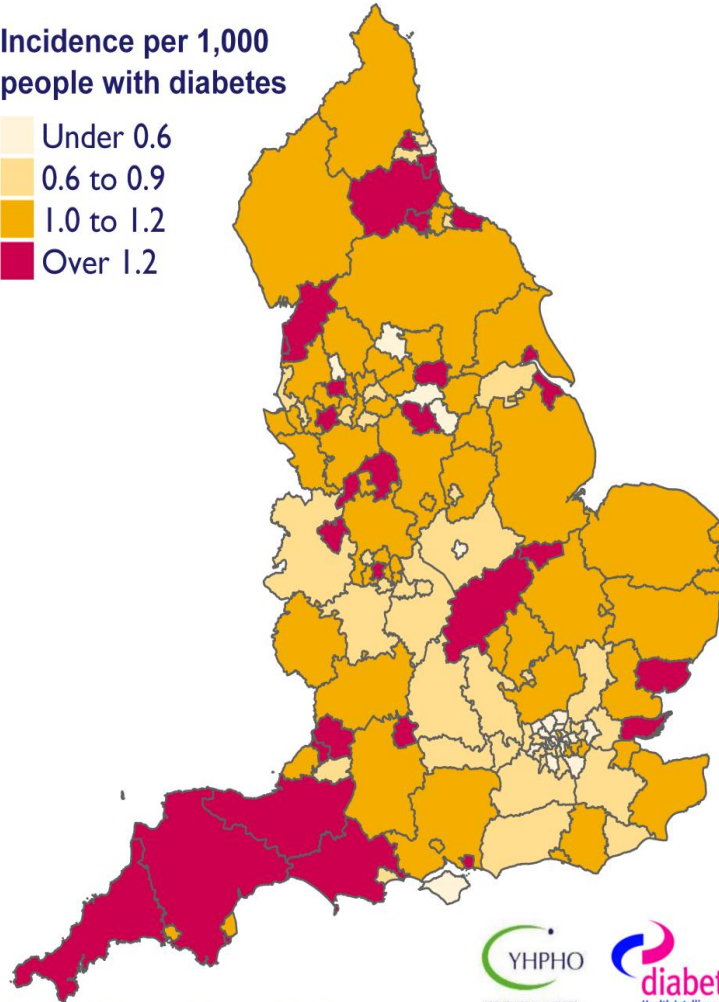 Incidence per 1,000
people with diabetes
Under 0.6
0.6 to 0.9
1.0 to 1.2
Over 1.2
YHPHO
diabet